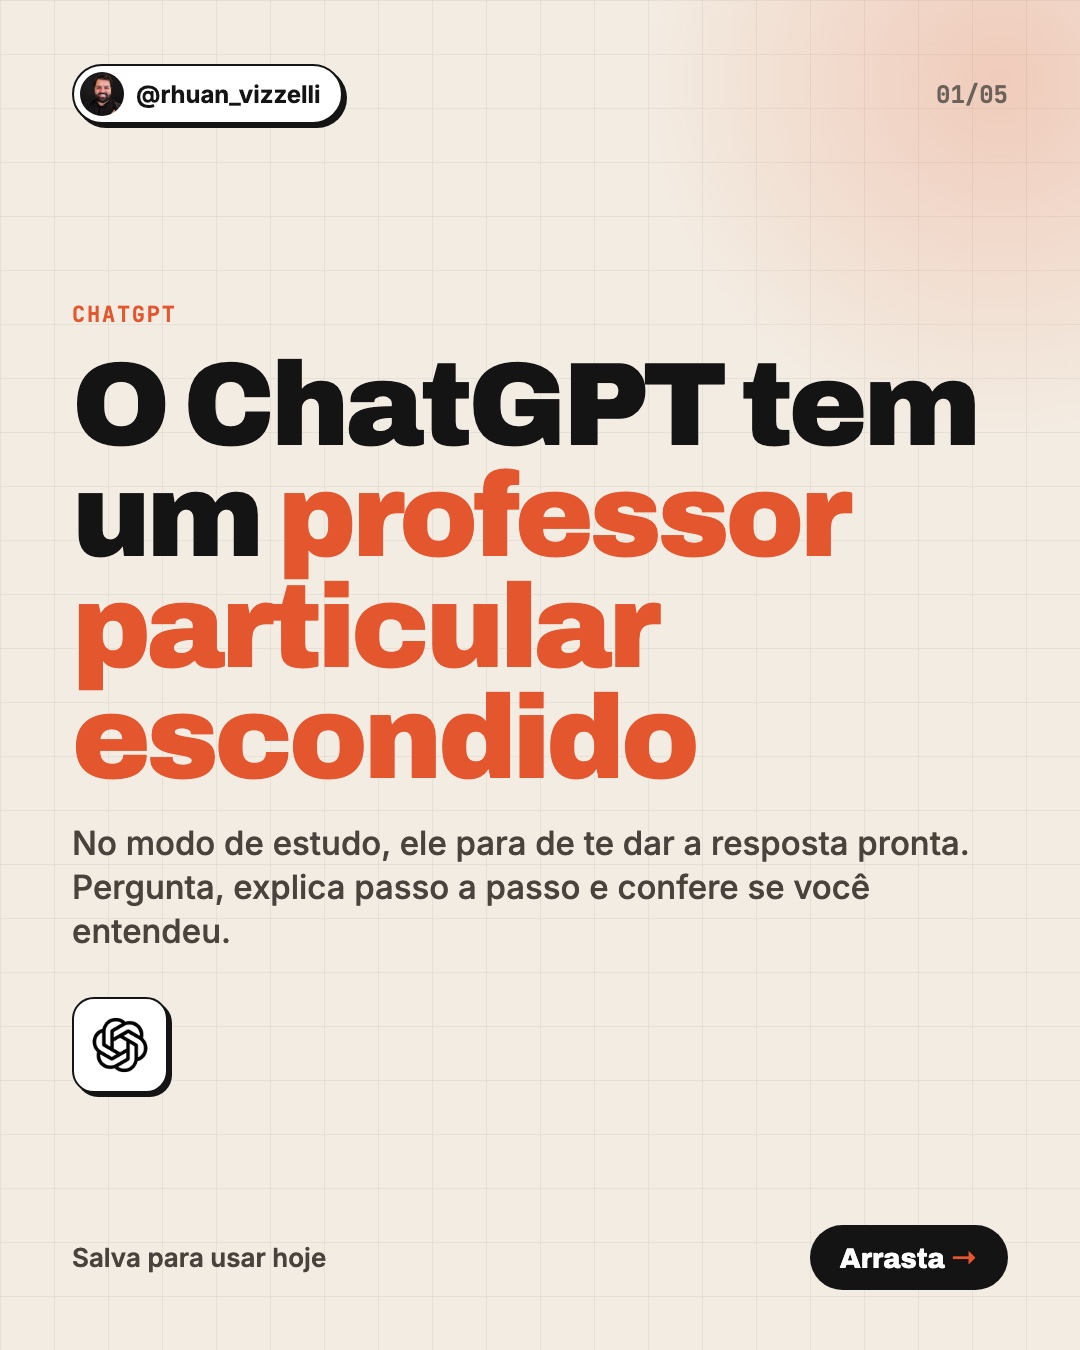 @rhuan_vizzelli
01/05
CHATGPT
O ChatGPT tem
um professor
particular
escondido
No modo de estudo, ele para de te dar a resposta pronta.
Pergunta, explica passo a passo e confere se você
entendeu.
Salva para usar hoje
Arrasta →